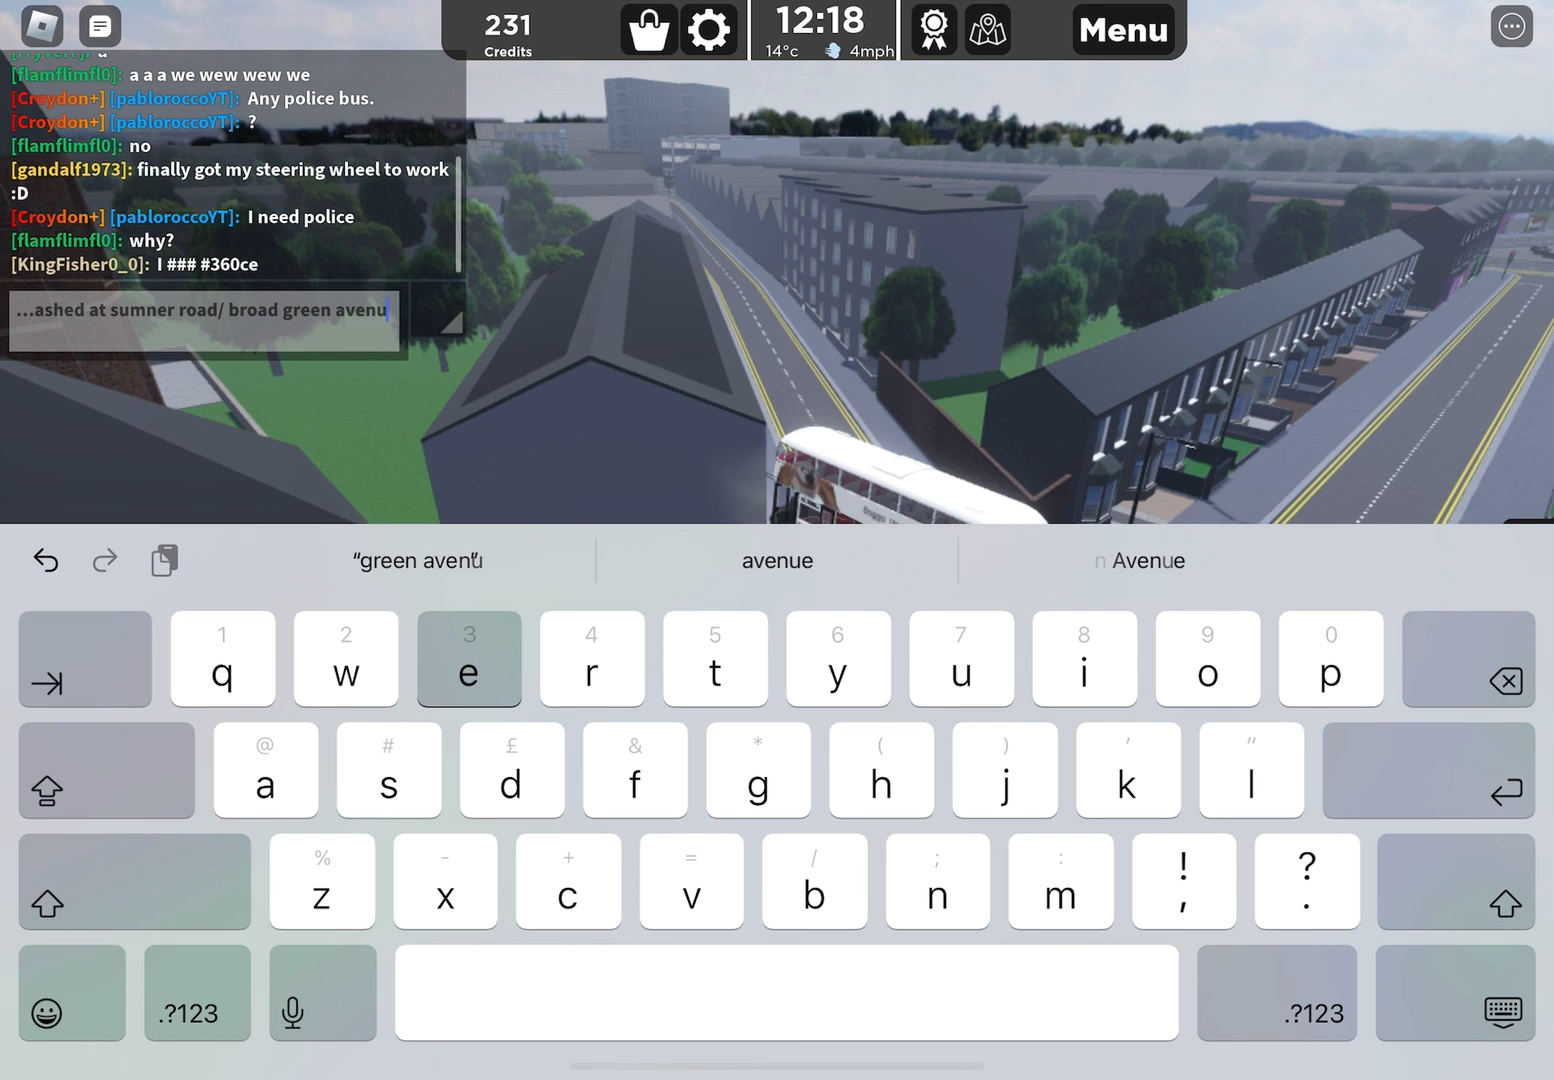 231
Credits
12:18
14°c 4mph
Menu
[flamflimfl0]: a a a we wew wew we
[Croydon+] [pabloroccoYT]: Any police bus.
[Croydon+] [pabloroccoYT]: ?
[flamflimfl0]: no
[gandalf1973]: finally got my steering wheel to work
:D
[Croydon+] [pabloroccoYT]: I need police
[flamflimfl0]: why?
[KingFisher0_0]: I ### #360ce
...ashed at sumner road/ broad green avenu
“green avenu” avenue n Avenue
1 2 3 4 5 6 7 8 9 0
q w e r t y u i o p
@ # £ & * ( ) ' "
a s d f g h j k l
% - + = / ; : ! ?
z x c v b n m , .
.?123 .?123